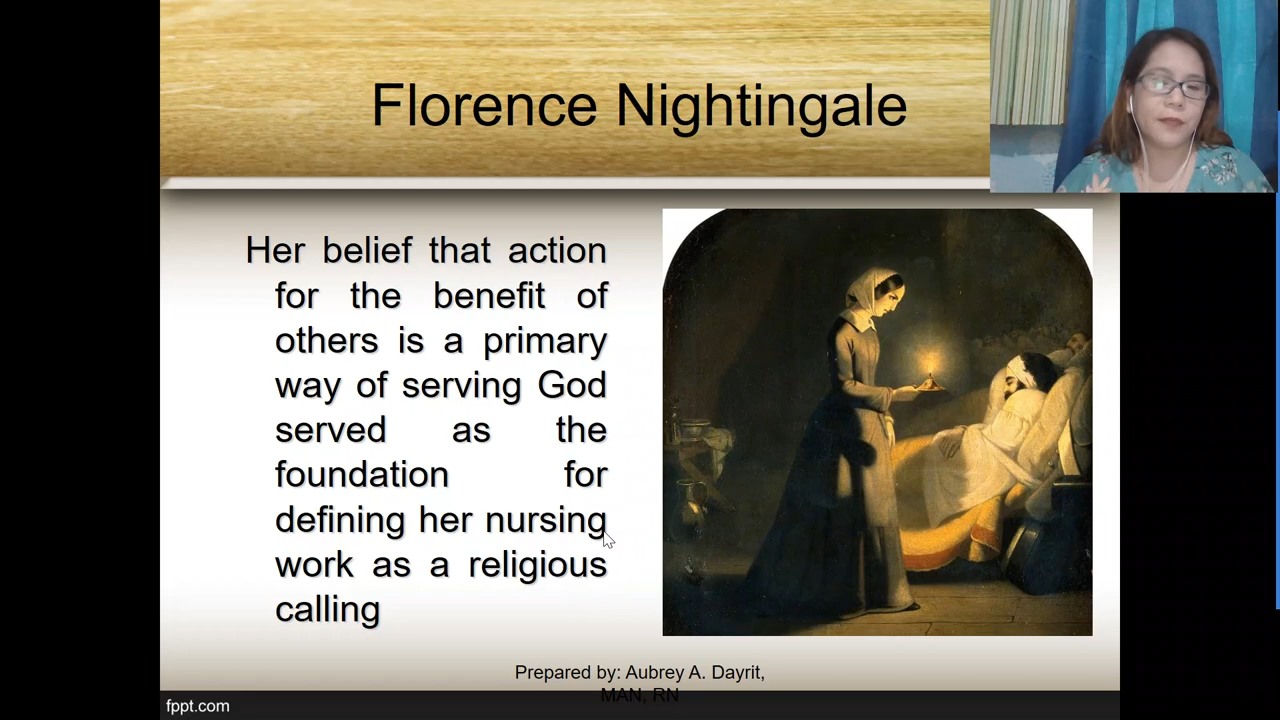 Florence Nightingale
Her belief that action
for the benefit of
others is a primary
way of serving God
served as the
foundation for
defining her nursing
work as a religious
calling
Prepared by: Aubrey A. Dayrit,
MAN, RN
fppt.com